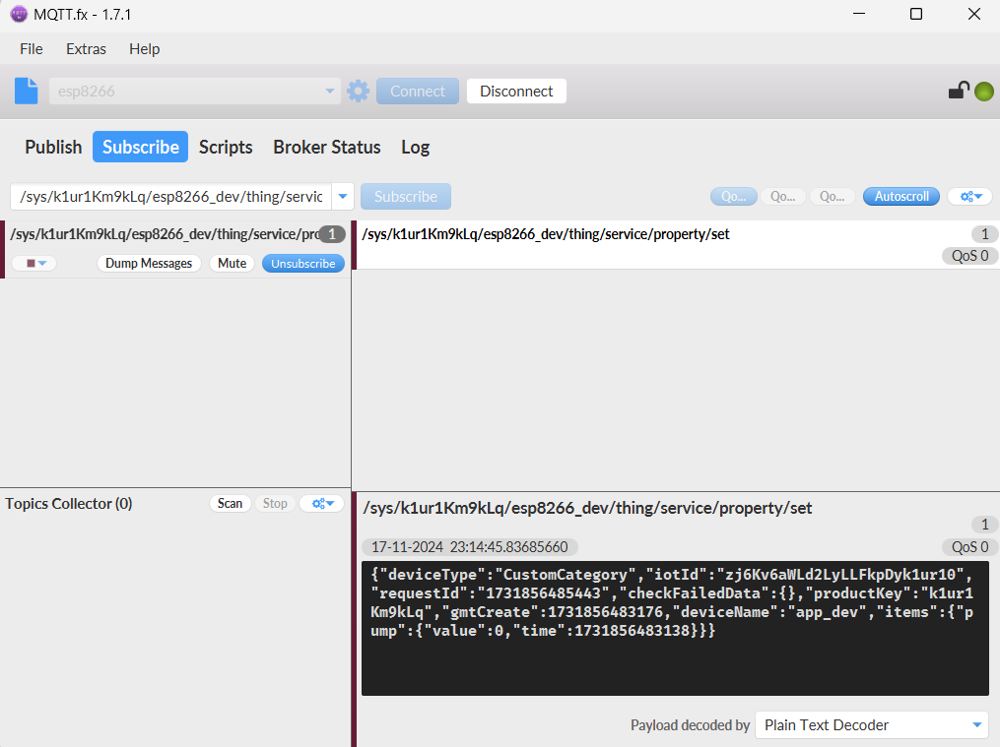 MQTT.fx - 1.7.1
File Extras Help
esp8266 Connect Disconnect
Publish Subscribe Scripts Broker Status Log
/sys/k1ur1Km9kLq/esp8266_dev/thing/servic Subscribe Qo... Qo... Qo... Autoscroll
/sys/k1ur1Km9kLq/esp8266_dev/thing/service/pro 1
Dump Messages Mute Unsubscribe
/sys/k1ur1Km9kLq/esp8266_dev/thing/service/property/set 1
QoS 0
Topics Collector (0) Scan Stop
/sys/k1ur1Km9kLq/esp8266_dev/thing/service/property/set
1
17-11-2024 23:14:45.83685660 QoS 0
{"deviceType":"CustomCategory","iotId":"zj6Kv6aWLd2LyLLFkpDyk1ur10",
"requestId":"1731856485443","checkFailedData":{},"productKey":"k1ur1
Km9kLq","gmtCreate":1731856483176,"deviceName":"app_dev","items":{"p
ump":{"value":0,"time":1731856483138}}}
Payload decoded by Plain Text Decoder